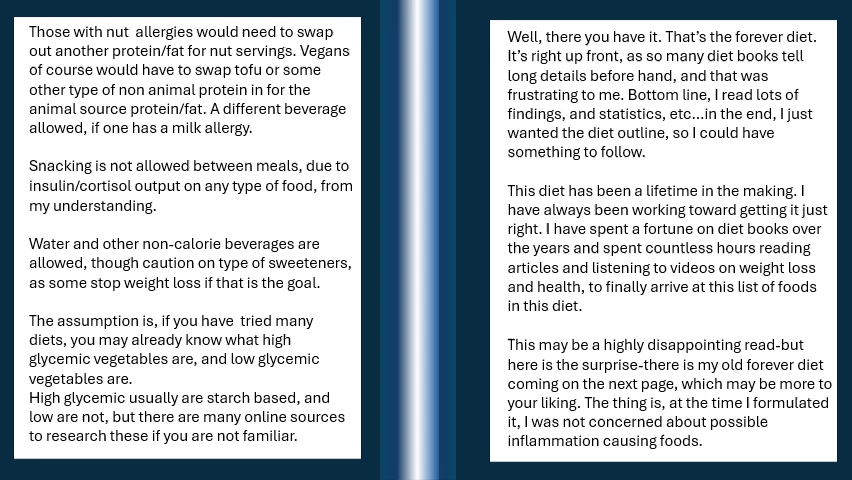 Those with nut  allergies would need to swap
out another protein/fat for nut servings. Vegans
of course would have to swap tofu or some
other type of non animal protein in for the
animal source protein/fat. A different beverage
allowed, if one has a milk allergy.
Snacking is not allowed between meals, due to
insulin/cortisol output on any type of food, from
my understanding.
Water and other non-calorie beverages are
allowed, though caution on type of sweeteners,
as some stop weight loss if that is the goal.
The assumption is, if you have  tried many
diets, you may already know what high
glycemic vegetables are, and low glycemic
vegetables are.
High glycemic usually are starch based, and
low are not, but there are many online sources
to research these if you are not familiar.
Well, there you have it. That's the forever diet.
It's right up front, as so many diet books tell
long details before hand, and that was
frustrating to me. Bottom line, I read lots of
findings, and statistics, etc...in the end, I just
wanted the diet outline, so I could have
something to follow.
This diet has been a lifetime in the making. I
have always been working toward getting it just
right. I have spent a fortune on diet books over
the years and spent countless hours reading
articles and listening to videos on weight loss
and health, to finally arrive at this list of foods
in this diet.
This may be a highly disappointing read-but
here is the surprise-there is my old forever diet
coming on the next page, which may be more to
your liking. The thing is, at the time I formulated
it, I was not concerned about possible
inflammation causing foods.